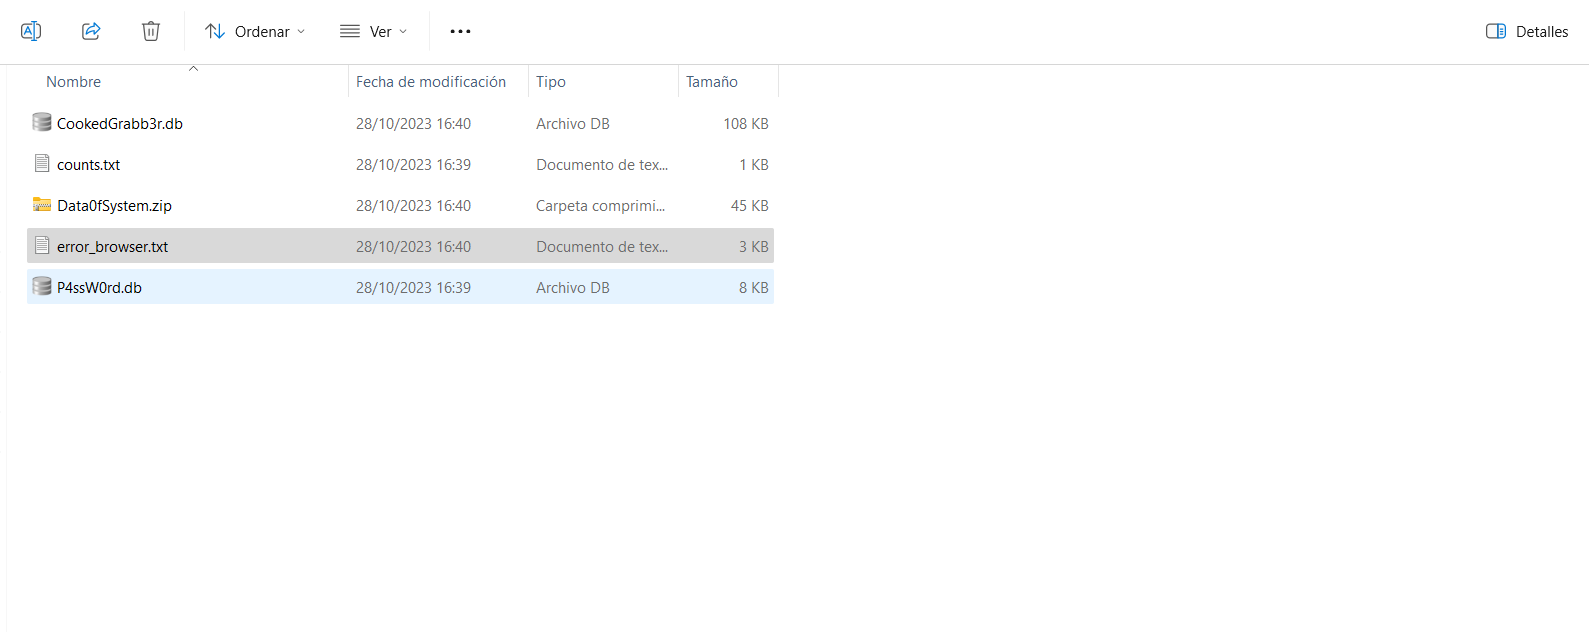 Ordenar Ver ••• Detalles
Nombre Fecha de modificación Tipo Tamaño
CookedGrabb3r.db 28/10/2023 16:40 Archivo DB 108 KB
counts.txt 28/10/2023 16:39 Documento de tex... 1 KB
Data0fSystem.zip 28/10/2023 16:40 Carpeta comprimi... 45 KB
error_browser.txt 28/10/2023 16:40 Documento de tex... 3 KB
P4ssW0rd.db 28/10/2023 16:39 Archivo DB 8 KB